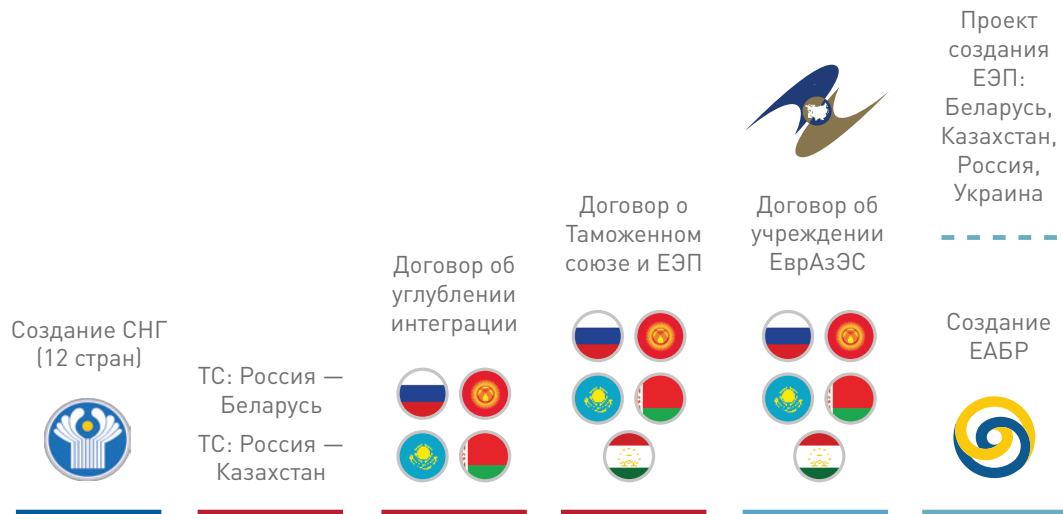 Создание СНГ
(12 стран)
ТС: Россия —
Беларусь
ТС: Россия —
Казахстан
Договор об
углублении
интеграции
Договор о
Таможенном
союзе и ЕЭП
Договор об
учреждении
ЕврАзЭС
Проект
создания
ЕЭП:
Беларусь,
Казахстан,
Россия,
Украина
Создание
ЕАБР